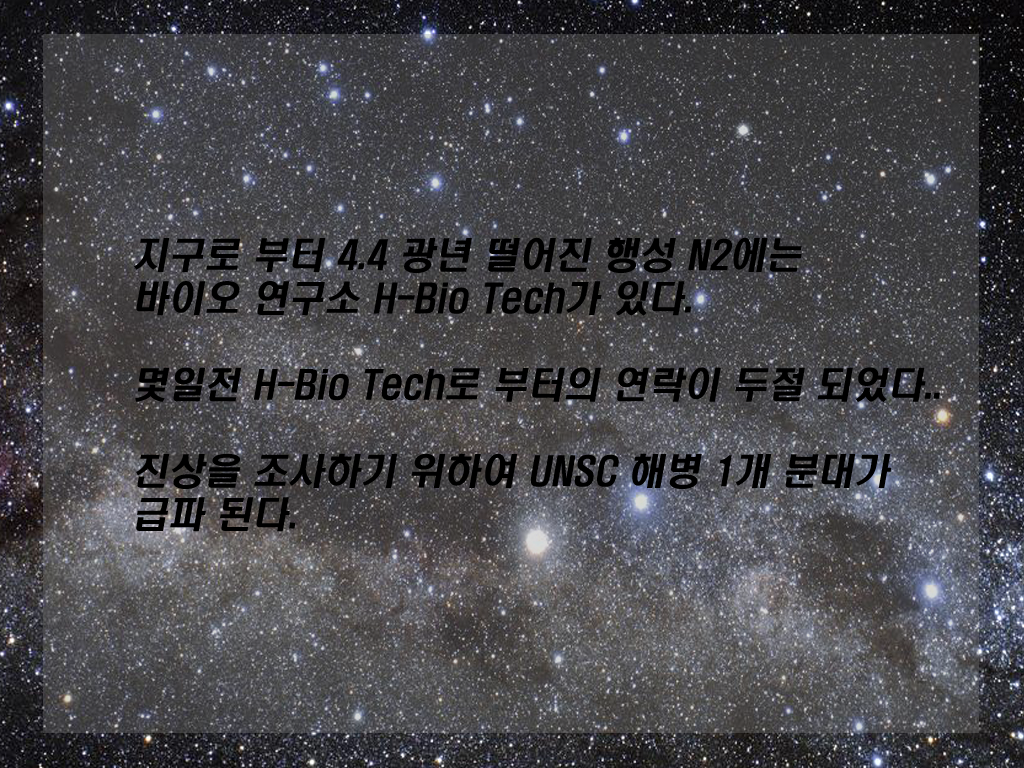 지구로 부터 4.4 광년 떨어진 행성 N2에는
바이오 연구소 H-Bio Tech가 있다.
몇일전 H-Bio Tech로 부터의 연락이 두절 되었다..
진상을 조사하기 위하여 UNSC 해병 1개 분대가
급파 된다.